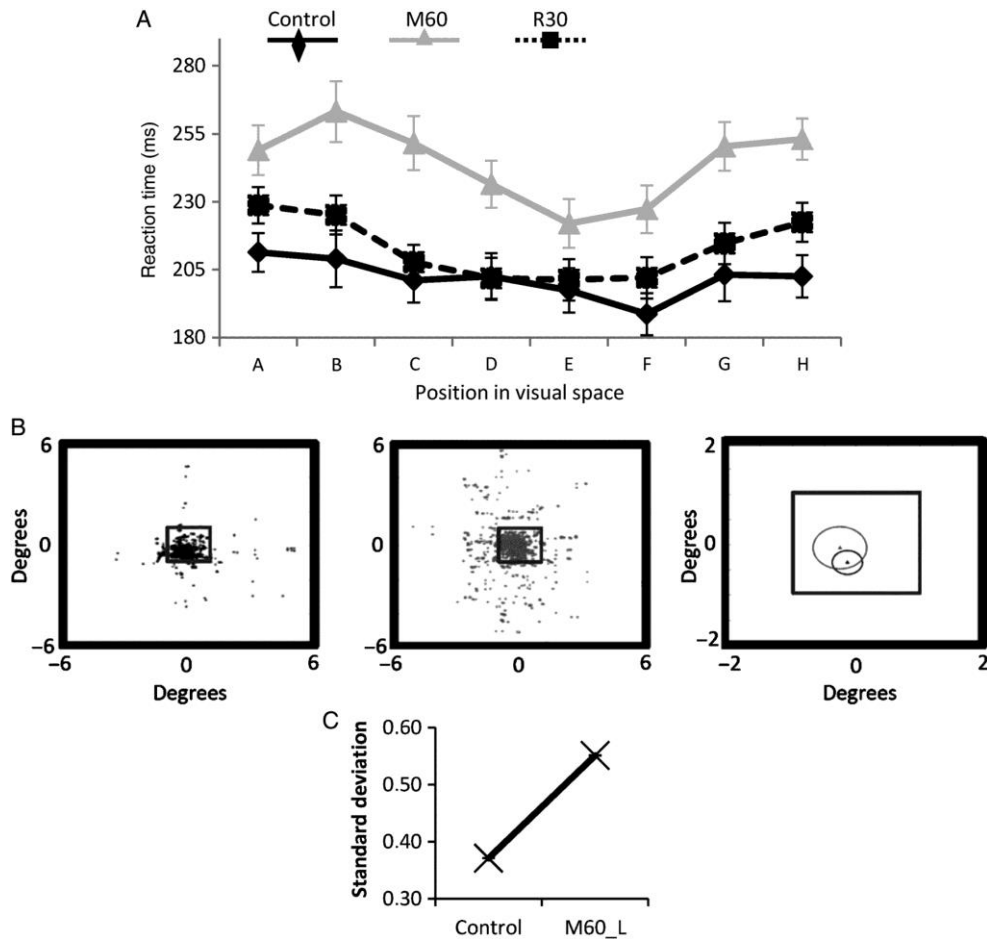 A
Control M60 R30
Reaction time (ms)
280
255
230
205
180
A B C D E F G H
Position in visual space
B
6 6 2
Degrees Degrees Degrees
0 0 0
−6 −6 −2
−6 0 6 −6 0 6 −2 0 2
Degrees Degrees Degrees
C
Standard deviation
0.60
0.50
0.40
0.30
Control M60_L